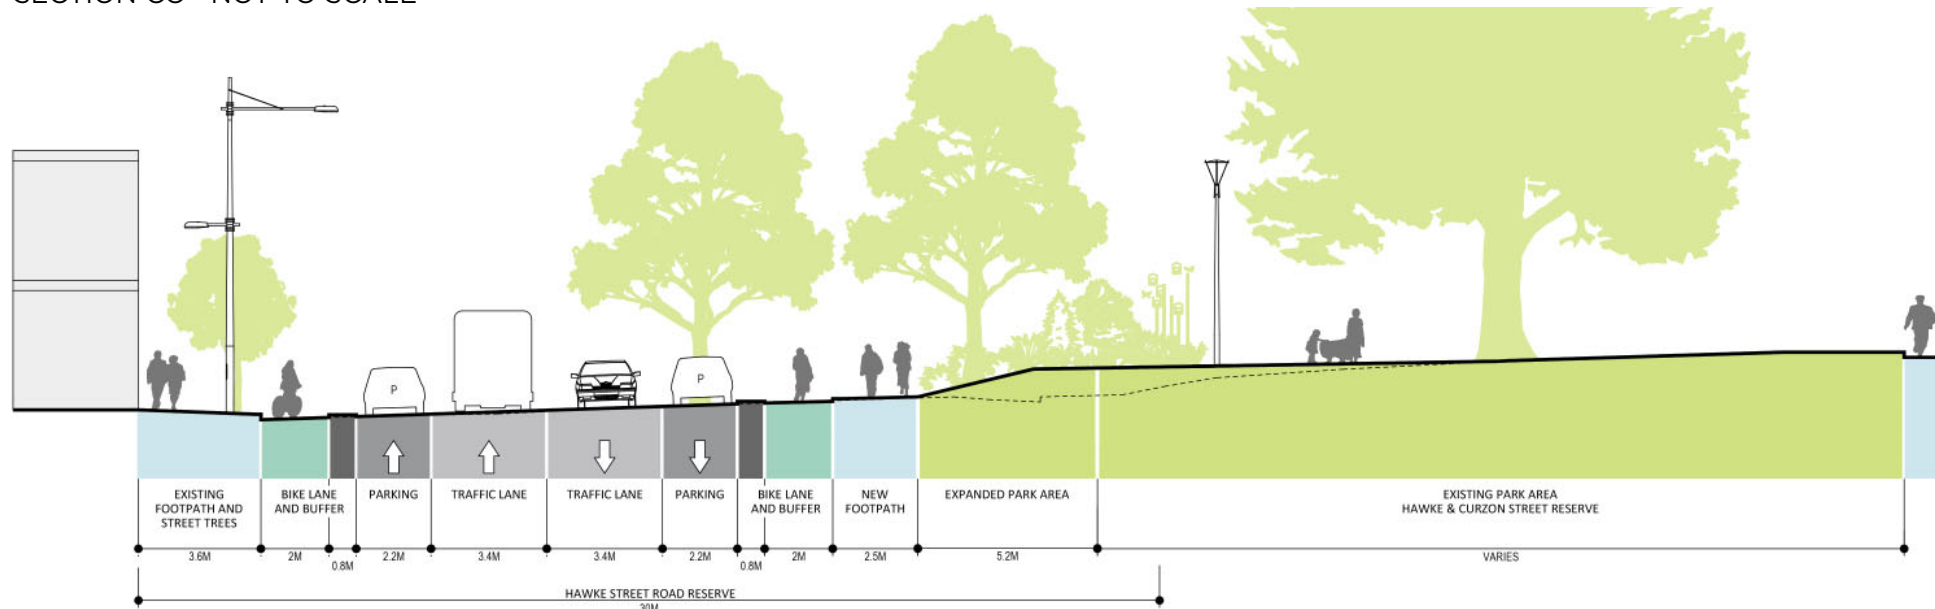 P
P
EXISTING
FOOTPATH AND
STREET TREES
BIKE LANE
AND BUFFER
PARKING
TRAFFIC LANE
TRAFFIC LANE
PARKING
BIKE LANE
AND BUFFER
NEW
FOOTPATH
EXPANDED PARK AREA
EXISTING PARK AREA
HAWKE & CURZON STREET RESERVE
3.6M
2M
0.8M
2.2M
3.4M
3.4M
2.2M
0.8M
2M
2.5M
5.2M
VARIES
HAWKE STREET ROAD RESERVE
30M